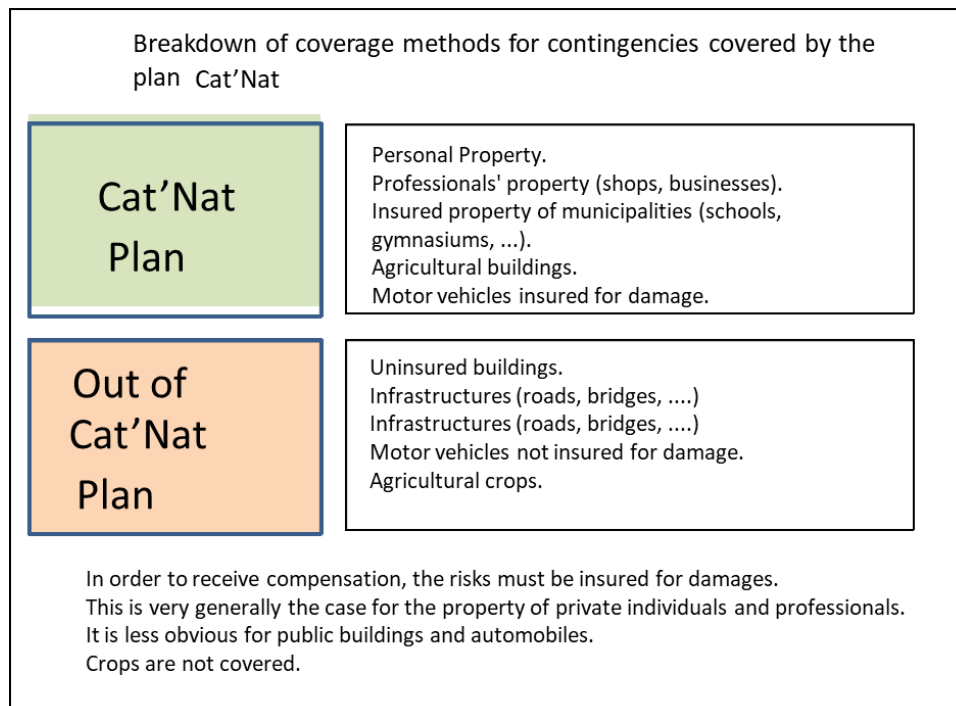 Breakdown of coverage methods for contingencies covered by the
plan Cat’Nat
Cat’Nat
Plan
Personal Property.
Professionals' property (shops, businesses).
Insured property of municipalities (schools,
gymnasiums, ...).
Agricultural buildings.
Motor vehicles insured for damage.
Out of
Cat’Nat
Plan
Uninsured buildings.
Infrastructures (roads, bridges, ....)
Infrastructures (roads, bridges, ....)
Motor vehicles not insured for damage.
Agricultural crops.
In order to receive compensation, the risks must be insured for damages.
This is very generally the case for the property of private individuals and professionals.
It is less obvious for public buildings and automobiles.
Crops are not covered.